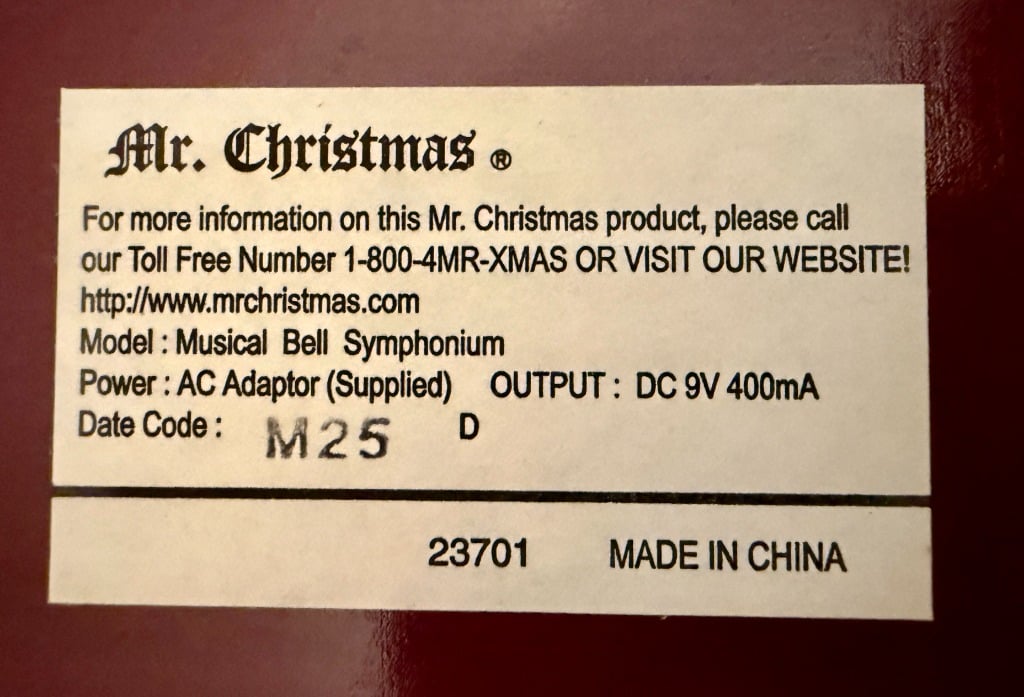 Mr. Christmas ®
For more information on this Mr. Christmas product, please call
our Toll Free Number 1-800-4MR-XMAS OR VISIT OUR WEBSITE!
http://www.mrchristmas.com
Model : Musical Bell Symphonium
Power : AC Adaptor (Supplied) OUTPUT : DC 9V 400mA
Date Code : M25 D
23701 MADE IN CHINA